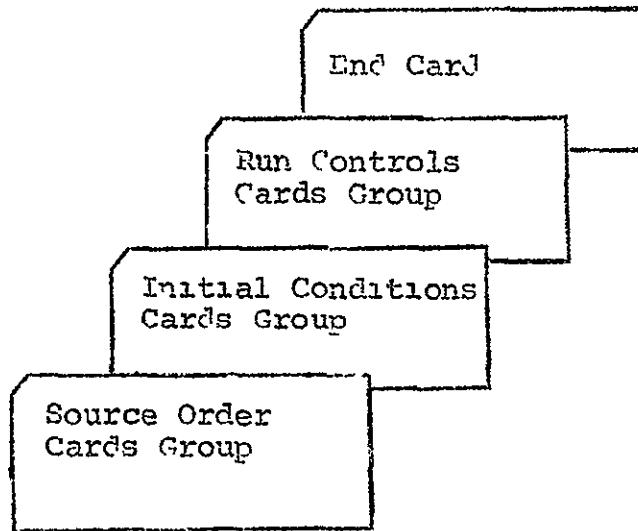 End Card
Run Controls
Cards Group
Initial Conditions
Cards Group
Source Order
Cards Group